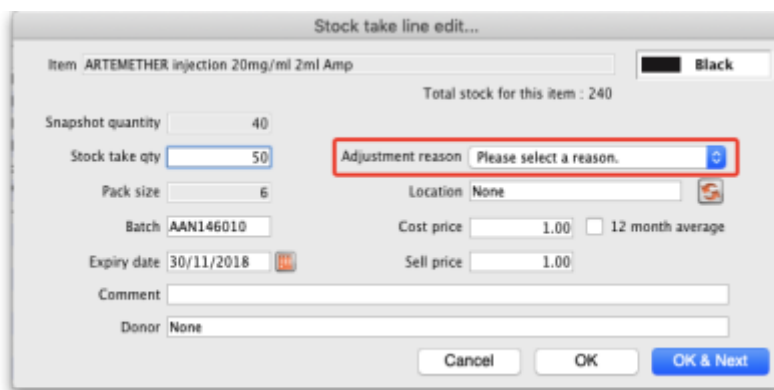 Stock take line edit...
Item ARTEMETHER injection 20mg/ml 2ml Amp Black
Total stock for this item : 240
Snapshot quantity 40
Stock take qty 50 Adjustment reason Please select a reason.
Pack size 6 Location None
Batch AAN146010 Cost price 1.00 12 month average
Expiry date 30/11/2018 Sell price 1.00
Comment
Donor None
Cancel OK OK & Next